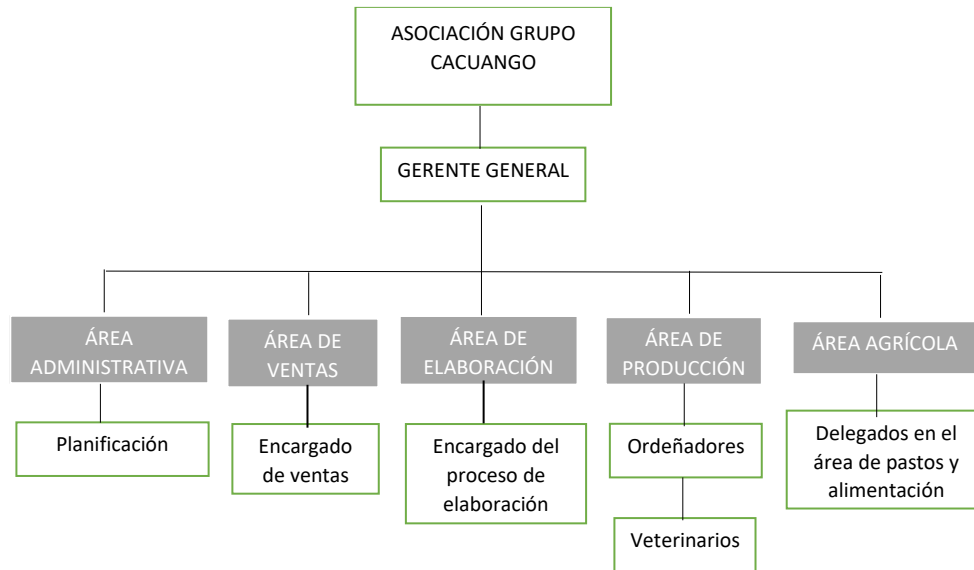 ASOCIACIÓN GRUPO
CACUANGO
GERENTE GENERAL
ÁREA
ADMINISTRATIVA
ÁREA DE
VENTAS
ÁREA DE
ELABORACIÓN
ÁREA DE
PRODUCCIÓN
ÁREA AGRÍCOLA
Planificación
Encargado
de ventas
Encargado del
proceso de
elaboración
Ordeñadores
Delegados en el
área de pastos y
alimentación
Veterinarios